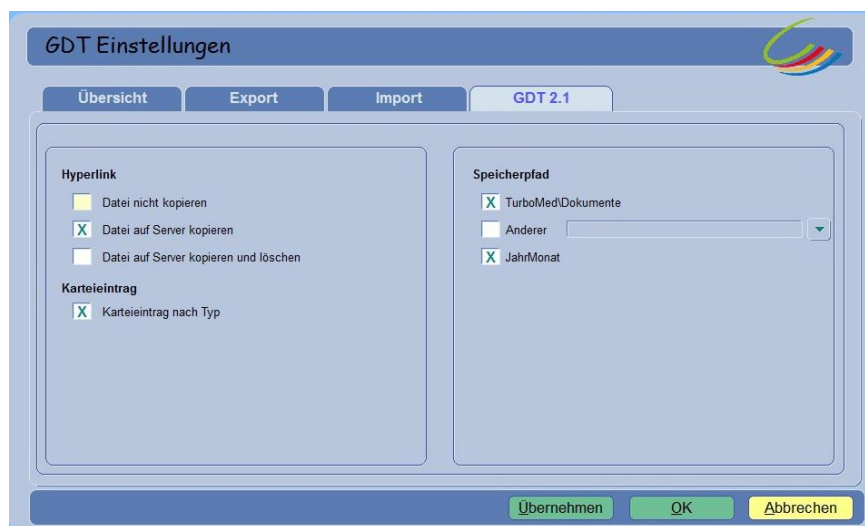 GDT Einstellungen
Übersicht
Export
Import
GDT 2.1
Hyperlink
Datei nicht kopieren
X Datei auf Server kopieren
Datei auf Server kopieren und löschen
Karteieintrag
X Karteieintrag nach Typ
Speicherpfad
X TurboMed\Dokumente
Anderer
X JahrMonat
Übernehmen
OK
Abbrechen